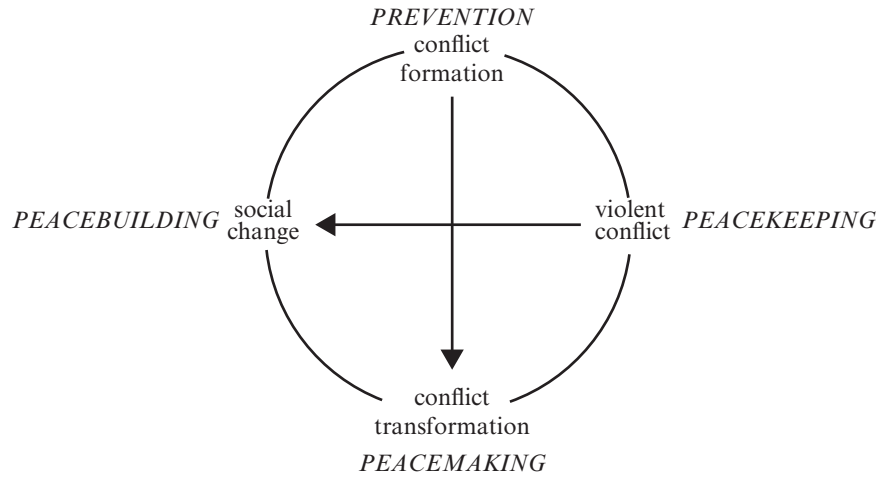 PREVENTION
conflict
formation
PEACEBUILDING
social
change
violent
conflict
PEACEKEEPING
conflict
transformation
PEACEMAKING